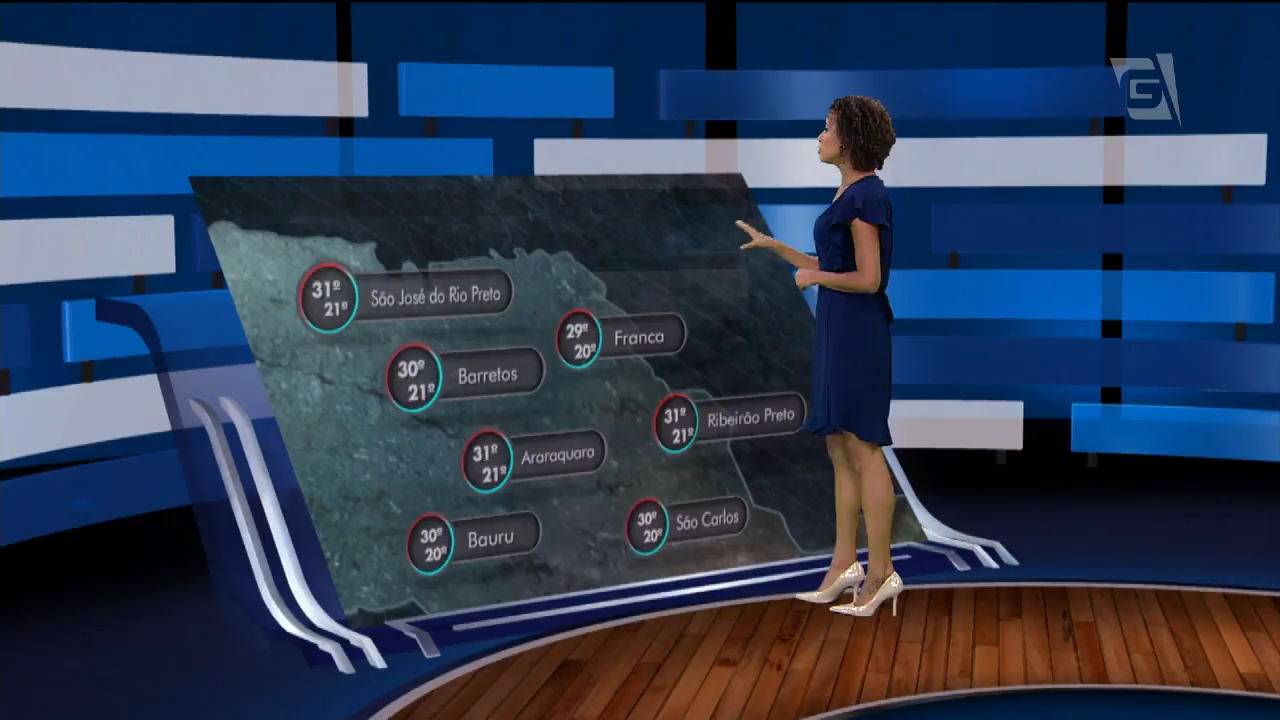 31º
21º
São José do Rio Preto
29º
20º
Franca
30º
21º
Barretos
31º
21º
Ribeirão Preto
31º
21º
Araraquara
30º
20º
São Carlos
30º
20º
Bauru
G